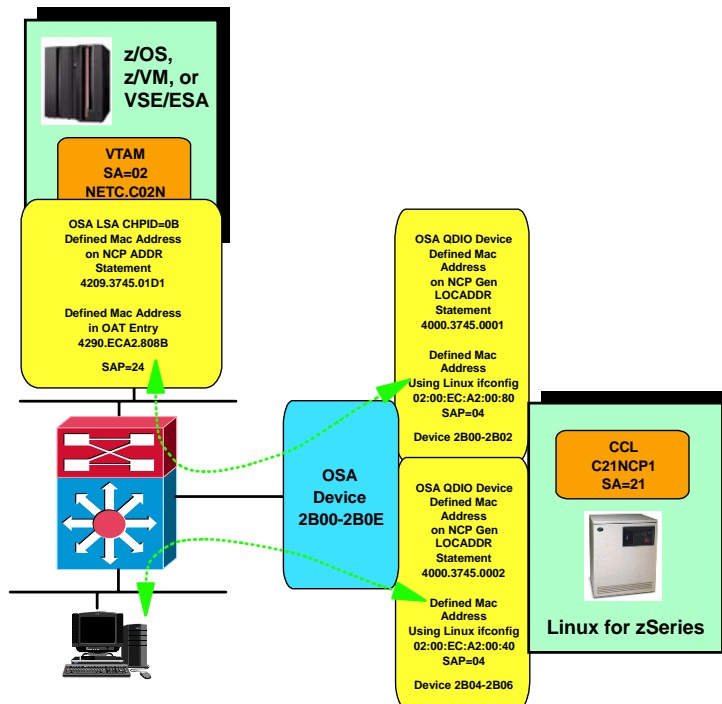 z/OS,
z/VM, or
VSE/ESA
VTAM
SA=02
NETC.C02N
OSA LSA CHPID=0B
Defined Mac Address
on NCP ADDR
Statement
4209.3745.01D1
Defined Mac Address
in OAT Entry
4290.ECA2.808B
SAP=24
OSA QDIO Device
Defined Mac
Address
on NCP Gen
LOCADDR
Statement
4000.3745.0001
Defined Mac
Address
Using Linux ifconfig
02:00:EC:A2:00:80
SAP=04
Device 2B00-2B02
OSA
Device
2B00-2B0E
OSA QDIO Device
Defined Mac
Address
on NCP Gen
LOCADDR
Statement
4000.3745.0002
Defined Mac
Address
Using Linux ifconfig
02:00:EC:A2:00:40
SAP=04
Device 2B04-2B06
CCL
C21NCP1
SA=21
Linux for zSeries